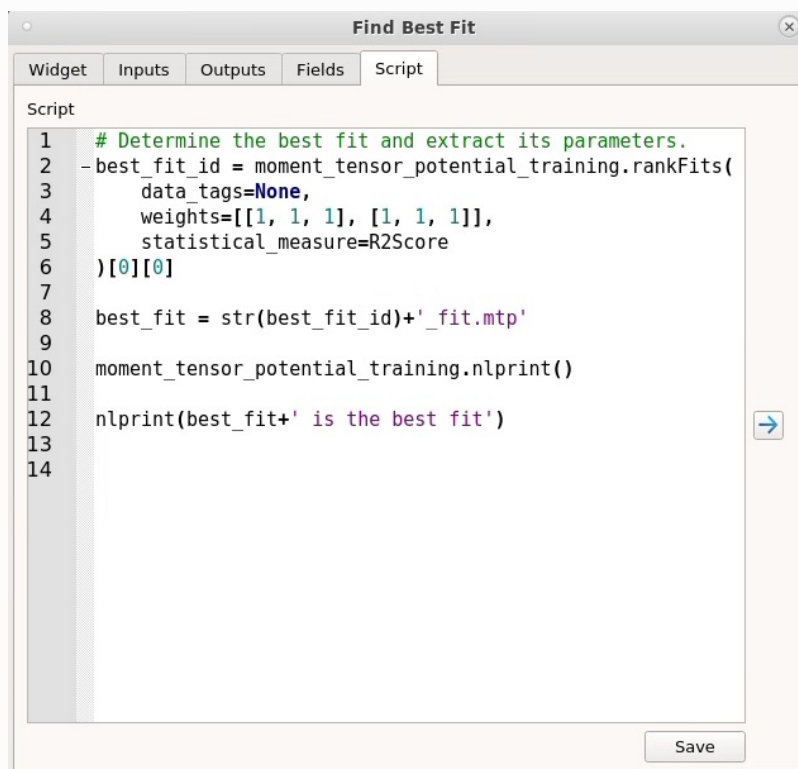 Find Best Fit
Widget Inputs Outputs Fields Script
Script
1 # Determine the best fit and extract its parameters.
2 best_fit_id = moment_tensor_potential_training.rankFits(
3     data_tags=None,
4     weights=[[1, 1, 1], [1, 1, 1]],
5     statistical_measure=R2Score
6 )[0][0]
7
8 best_fit = str(best_fit_id)+'_fit.mtp'
9
10 moment_tensor_potential_training.nlprint()
11
12 nlprint(best_fit+' is the best fit')
13
14
Save